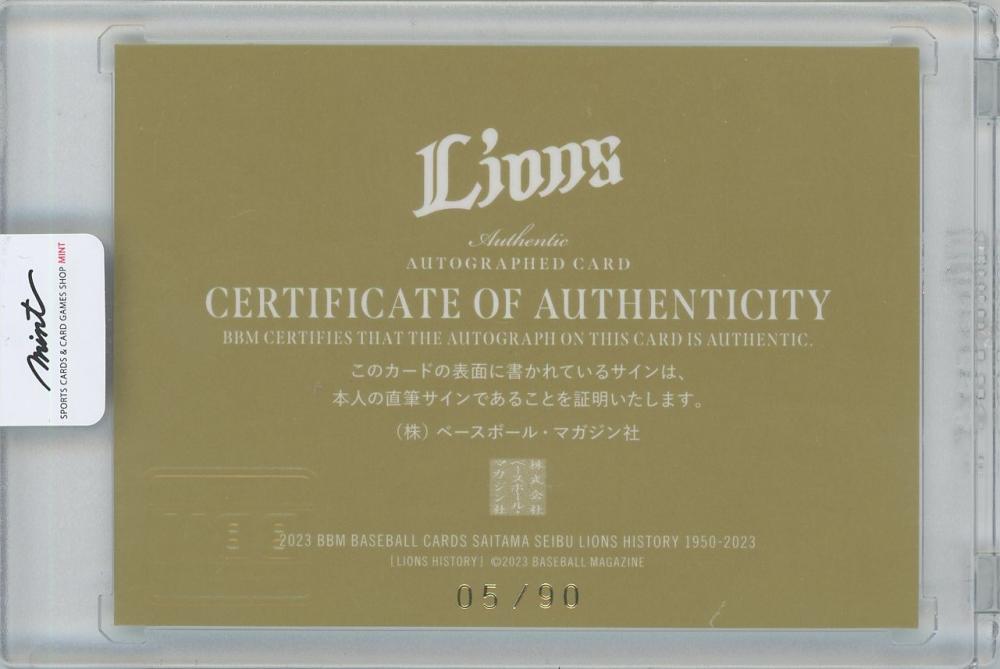 Lions
Authentic
AUTOGRAPHED CARD
CERTIFICATE OF AUTHENTICITY
BBM CERTIFIES THAT THE AUTOGRAPH ON THIS CARD IS AUTHENTIC.
このカードの表面に書かれているサインは、
本人の直筆サインであることを証明いたします。
（株）ベースボール・マガジン社
株式会社
ベースボール・
マガジン社
2023 BBM BASEBALL CARDS SAITAMA SEIBU LIONS HISTORY 1950-2023
[LIONS HISTORY] ©2023 BASEBALL MAGAZINE
05/90
mint
SPORTS CARDS & CARD GAMES SHOP MINT